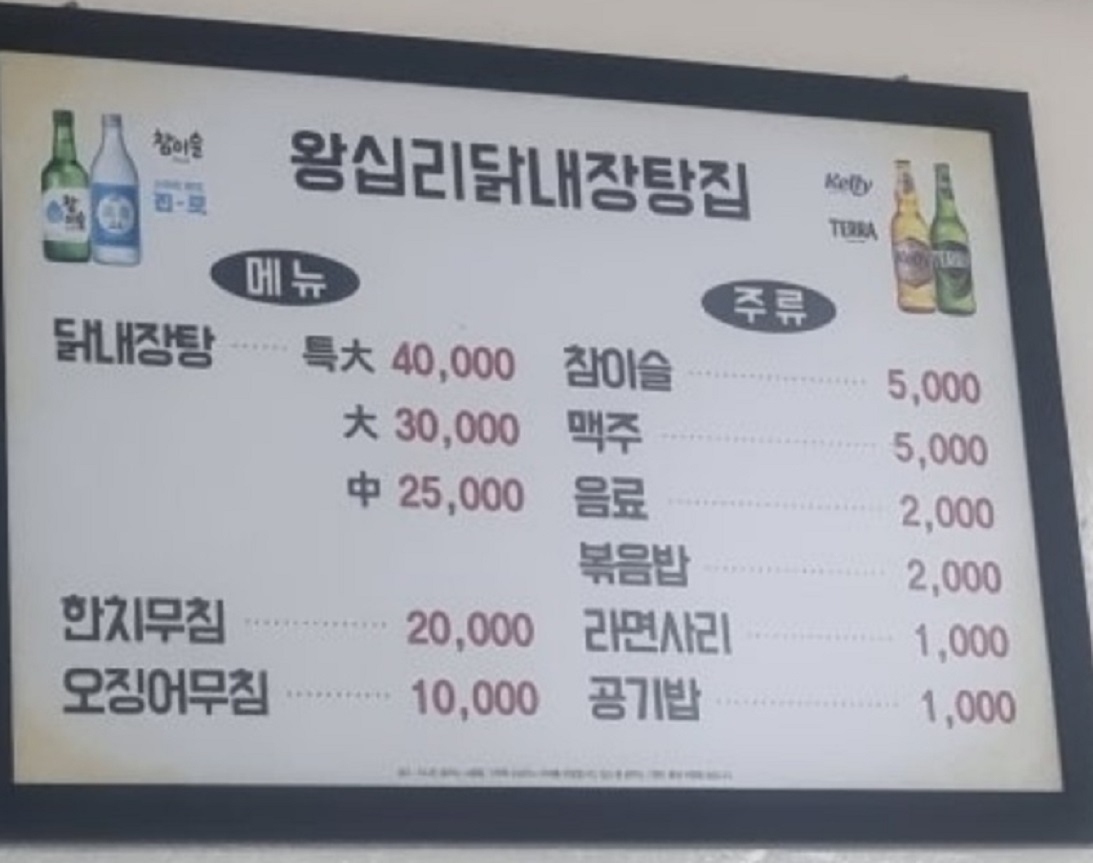 참이슬
진-로
왕십리닭내장탕집
Kelly
TERRA
메뉴
닭내장탕 ...... 특大 40,000
大 30,000
中 25,000
한치무침 ............ 20,000
오징어무침 ......... 10,000
주류
참이슬 ............... 5,000
맥주 .................. 5,000
음료 .................. 2,000
볶음밥 ............... 2,000
라면사리 ............ 1,000
공기밥 ............... 1,000